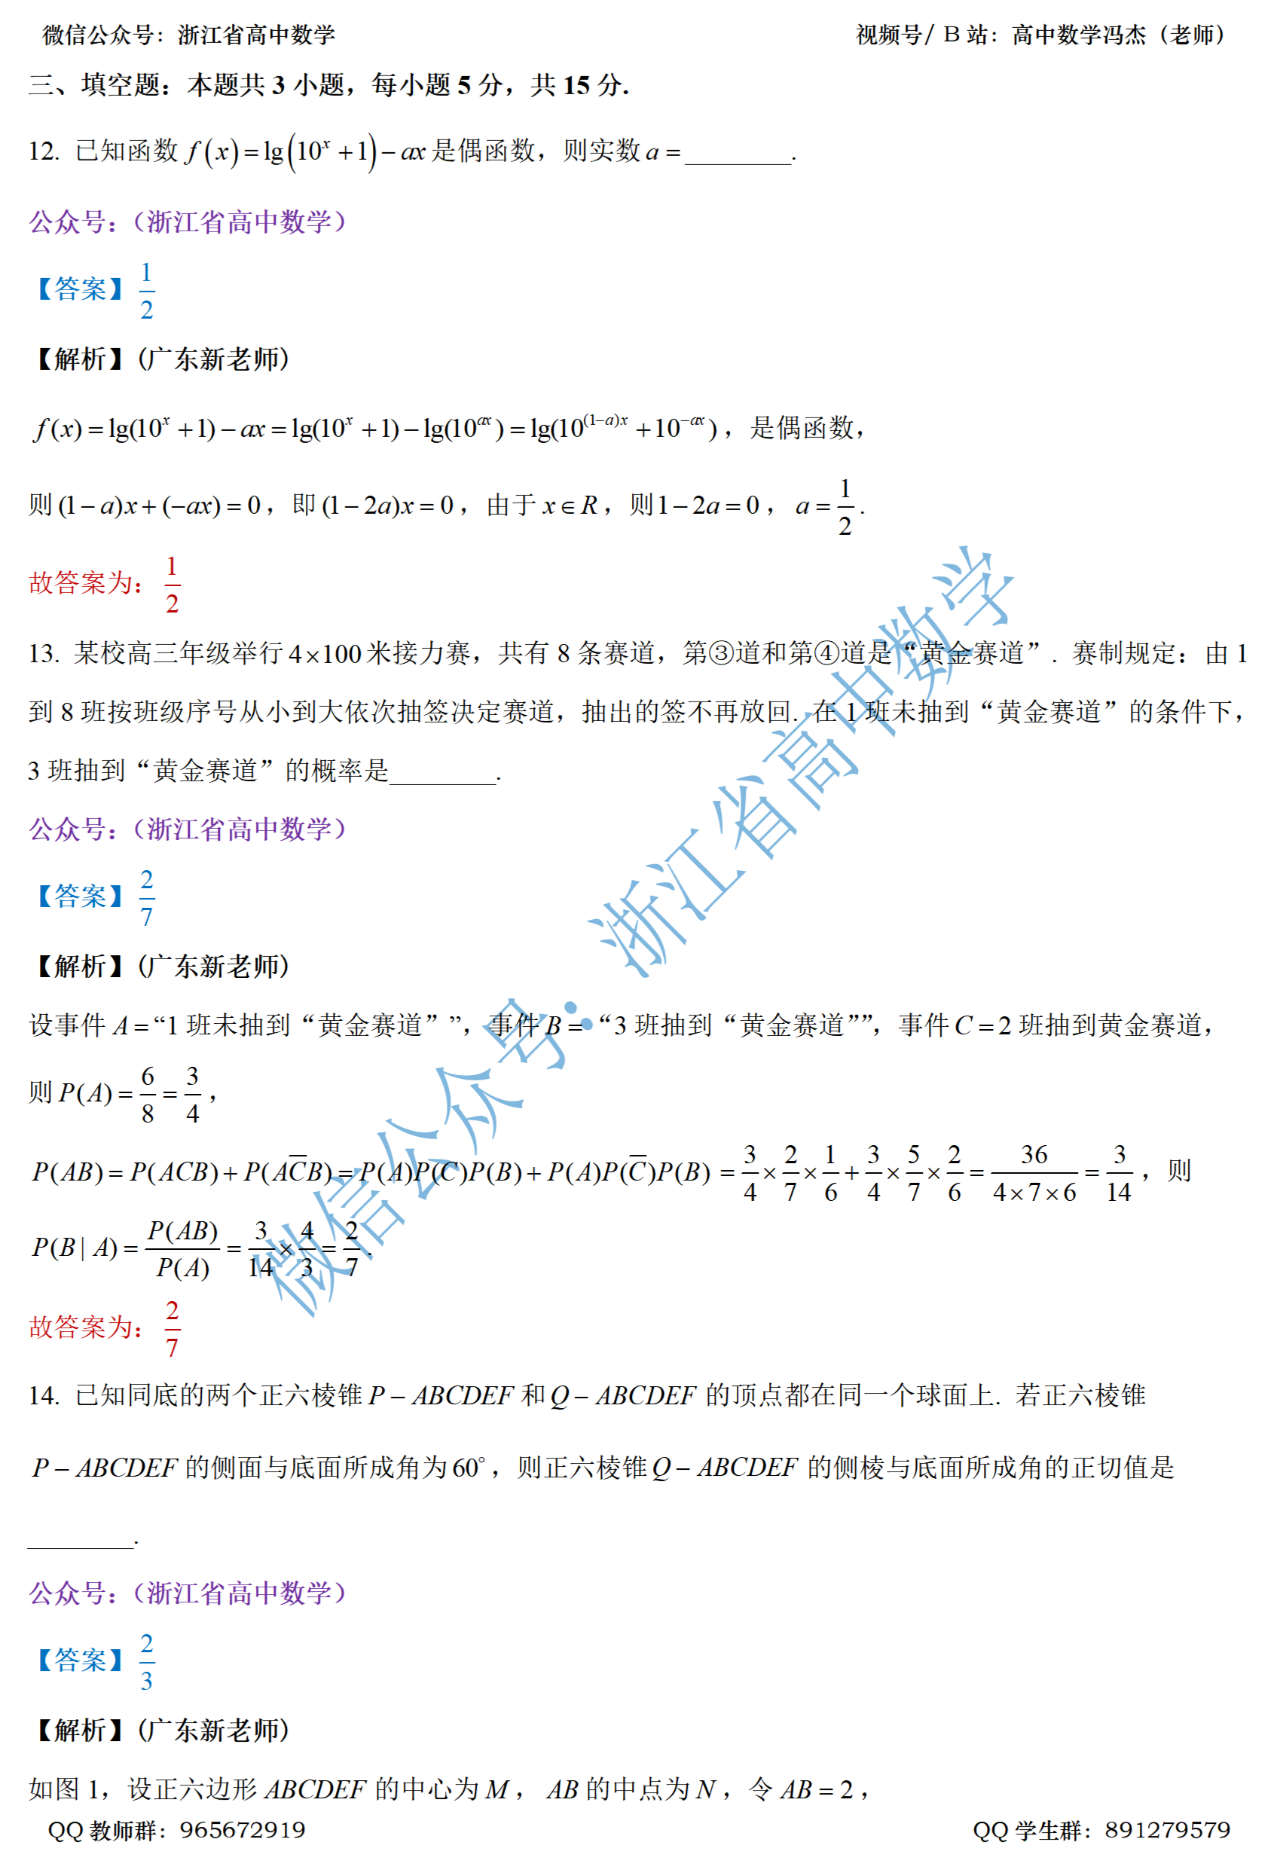 微信公众号：浙江省高中数学
视频号/ B 站：高中数学冯杰（老师）
三、填空题：本题共 3 小题，每小题 5 分，共 15 分.
12. 已知函数 f(x)=lg(10^x+1)−ax 是偶函数，则实数 a =________.
公众号：（浙江省高中数学）
【答案】1/2
【解析】(广东新老师)
f(x)=lg(10^x+1)−ax=lg(10^x+1)−lg(10^{ax})=lg(10^{(1−a)x}+10^{−ax})，是偶函数，
则 (1−a)x+(−ax)=0，即 (1−2a)x=0，由于 x∈R，则1−2a=0，a=1/2.
故答案为：1/2
13. 某校高三年级举行 4×100 米接力赛，共有 8 条赛道，第③道和第④道是“黄金赛道”. 赛制规定：由 1
到 8 班按班级序号从小到大依次抽签决定赛道，抽出的签不再放回. 在 1 班未抽到“黄金赛道”的条件下，
3 班抽到“黄金赛道”的概率是________.
公众号：（浙江省高中数学）
【答案】2/7
【解析】(广东新老师)
设事件 A=“1 班未抽到“黄金赛道””，事件 B=“3 班抽到“黄金赛道””，事件 C=2 班抽到黄金赛道，
则 P(A)=6/8=3/4，
P(AB)=P(ACB)+P(AC̅B)=P(A)P(C)P(B)+P(A)P(C̅)P(B)=3/4×2/7×1/6+3/4×5/7×2/6=36/(4×7×6)=3/14，则
P(B|A)=P(AB)/P(A)=3/14×4/3=2/7.
故答案为：2/7
14. 已知同底的两个正六棱锥 P−ABCDEF 和 Q−ABCDEF 的顶点都在同一个球面上. 若正六棱锥
P−ABCDEF 的侧面与底面所成角为 60°，则正六棱锥 Q−ABCDEF 的侧棱与底面所成角的正切值是
________.
公众号：（浙江省高中数学）
【答案】2/3
【解析】(广东新老师)
如图 1，设正六边形 ABCDEF 的中心为 M，AB 的中点为 N，令 AB=2，
QQ 教师群：965672919
QQ 学生群：891279579
微信公众号：浙江省高中数学